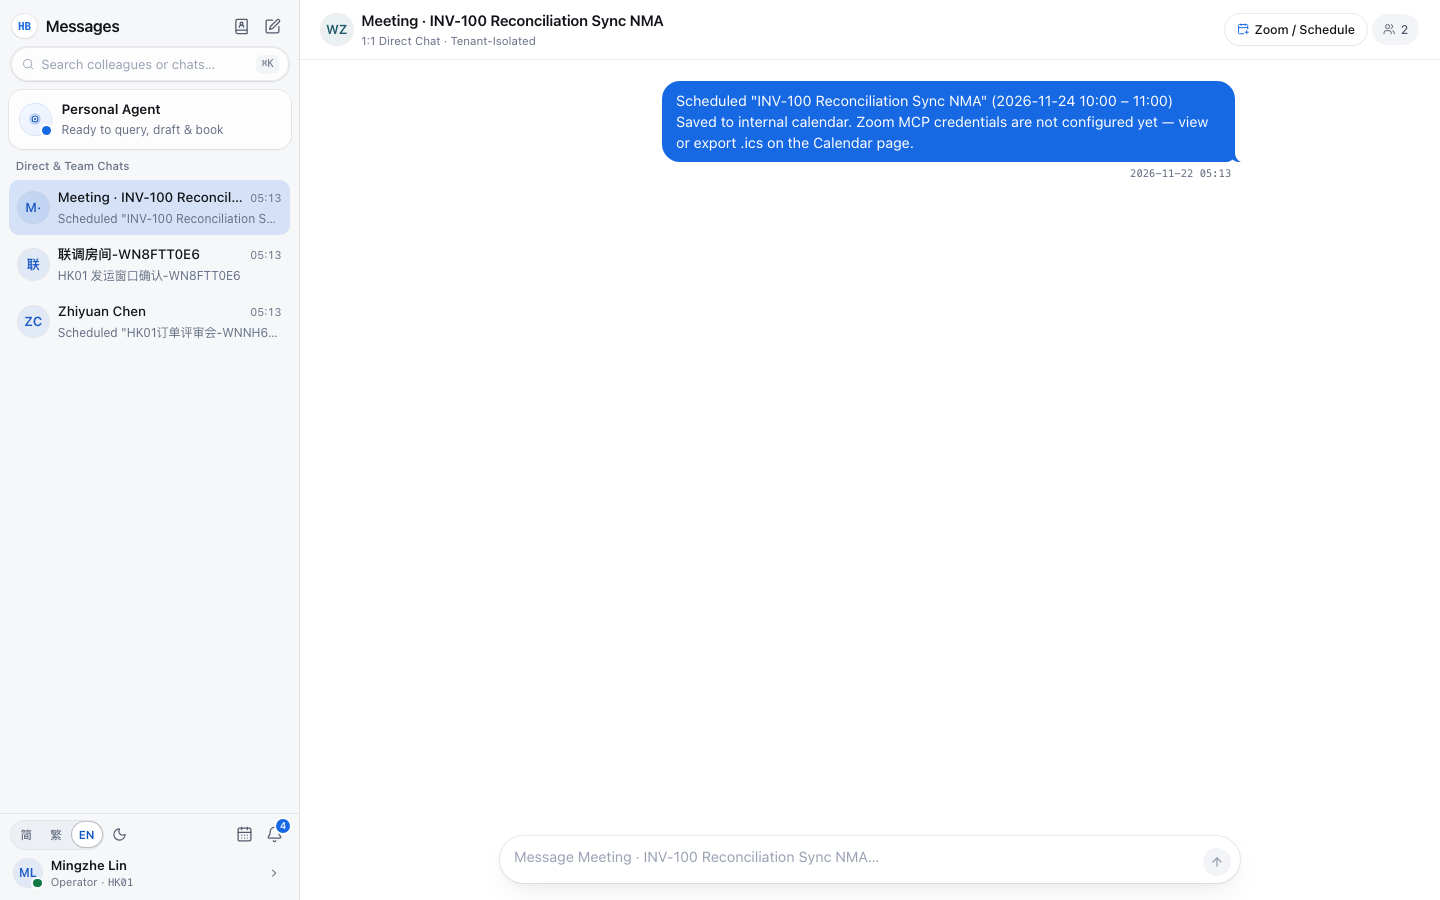 HB Messages
Search colleagues or chats... ⌘K
Personal Agent
Ready to query, draft & book
Direct & Team Chats
M· Meeting · INV-100 Reconcil... 05:13
Scheduled "INV-100 Reconciliation S...
联 联调房间-WN8FTT0E6 05:13
HK01 发运窗口确认-WN8FTT0E6
ZC Zhiyuan Chen 05:13
Scheduled "HK01订单评审会-WNNH6...
简 繁 EN 4
ML Mingzhe Lin
Operator · HK01
WZ Meeting · INV-100 Reconciliation Sync NMA
1:1 Direct Chat · Tenant-Isolated
Zoom / Schedule 2
Scheduled "INV-100 Reconciliation Sync NMA" (2026-11-24 10:00 – 11:00)
Saved to internal calendar. Zoom MCP credentials are not configured yet — view
or export .ics on the Calendar page.
2026-11-22 05:13
Message Meeting · INV-100 Reconciliation Sync NMA...